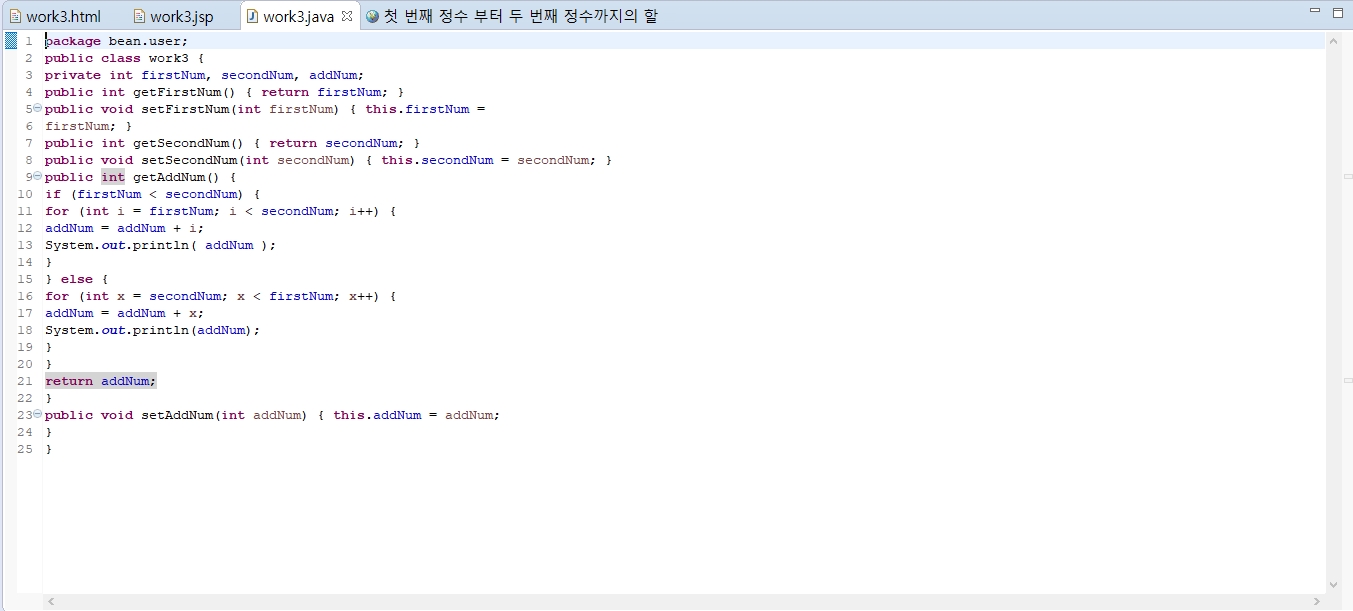 work3.html work3.jsp work3.java 첫 번째 정수 부터 두 번째 정수까지의 할
1 package bean.user;
2 public class work3 {
3 private int firstNum, secondNum, addNum;
4 public int getFirstNum() { return firstNum; }
5 public void setFirstNum(int firstNum) { this.firstNum =
6 firstNum; }
7 public int getSecondNum() { return secondNum; }
8 public void setSecondNum(int secondNum) { this.secondNum = secondNum; }
9 public int getAddNum() {
10 if (firstNum < secondNum) {
11 for (int i = firstNum; i < secondNum; i++) {
12 addNum = addNum + i;
13 System.out.println( addNum );
14 }
15 } else {
16 for (int x = secondNum; x < firstNum; x++) {
17 addNum = addNum + x;
18 System.out.println(addNum);
19 }
20 }
21 return addNum;
22 }
23 public void setAddNum(int addNum) { this.addNum = addNum;
24 }
25 }